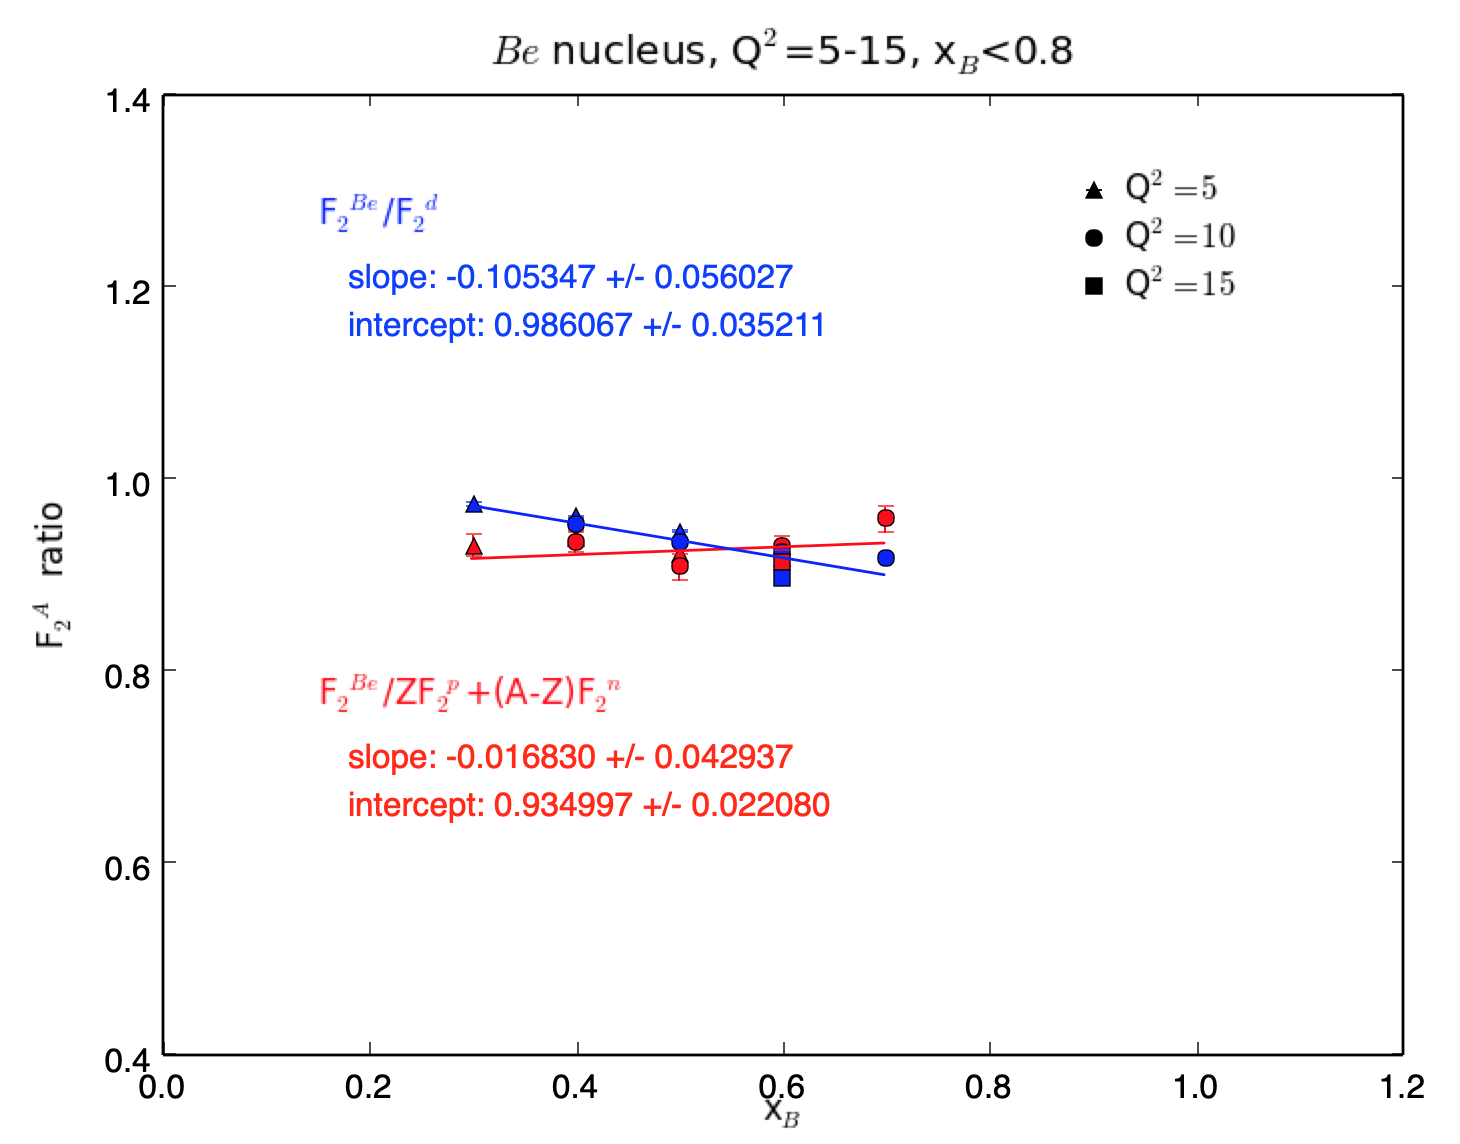 Be nucleus, Q²=5-15, x_B<0.8
1.4
1.2
1.0
0.8
0.6
0.4
F₂^A ratio
F₂^Be/F₂^d
slope: -0.105347 +/- 0.056027
intercept: 0.986067 +/- 0.035211
Q² =5
Q² =10
Q² =15
F₂^Be/ZF₂^p+(A-Z)F₂^n
slope: -0.016830 +/- 0.042937
intercept: 0.934997 +/- 0.022080
0.0 0.2 0.4 0.6 0.8 1.0 1.2
x_B